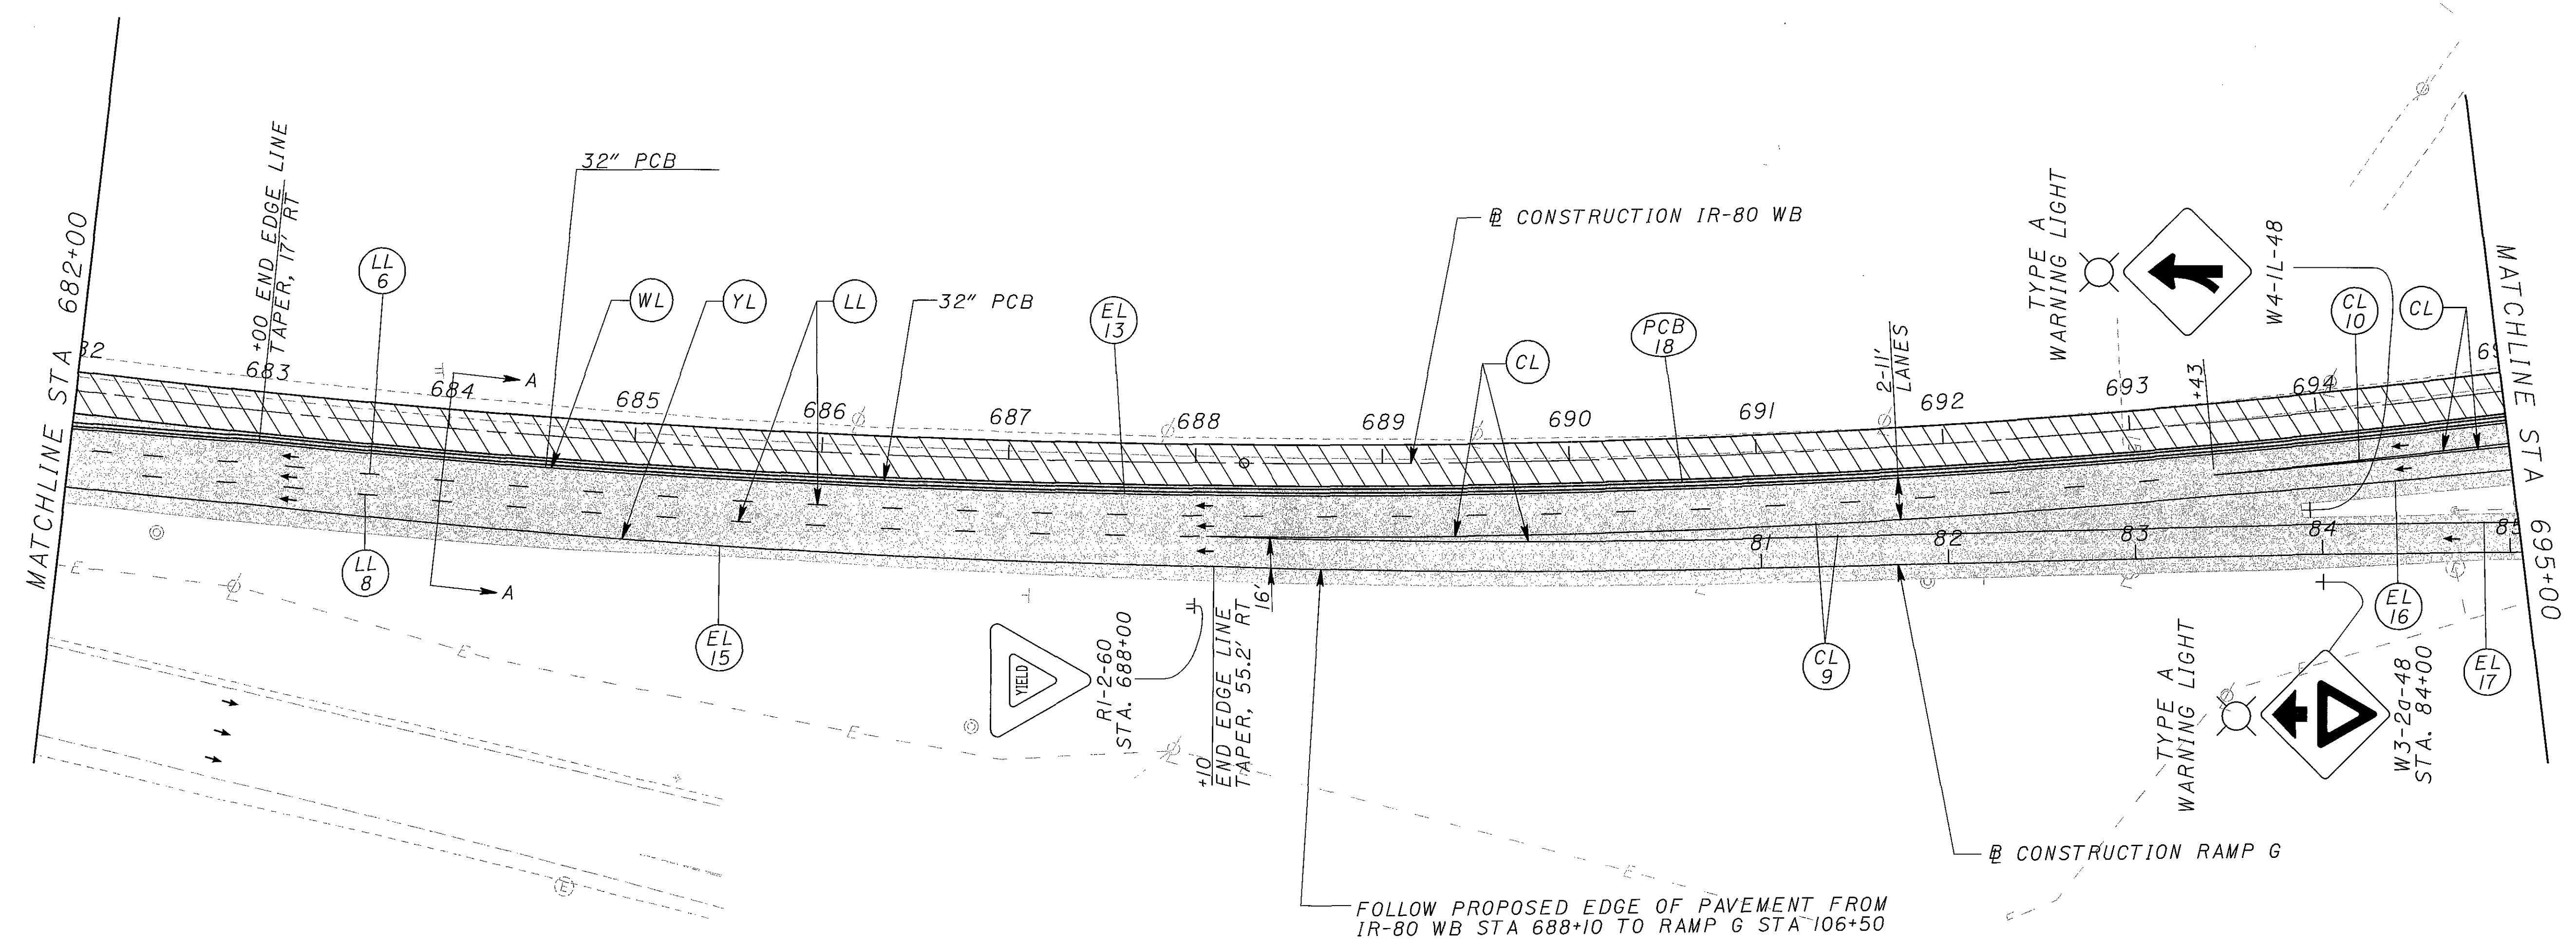 MATCHLINE STA 682+00
+00 END EDGE LINE
TAPER, 17' RT
LL
6
32" PCB
WL
YL
LL
32" PCB
EL
13
℄ CONSTRUCTION IR-80 WB
CL
PCB
18
2-11'
LANES
TYPE A
WARNING LIGHT
W4-1L-48
CL
10
CL
+43
MATCHLINE STA 695+00
32
683
684
685
686
687
688
689
690
691
692
693
694
69
A
A
81
82
83
84
85
LL
8
EL
15
YIELD
R1-2-60
STA. 688+00
+10
END EDGE LINE
TAPER, 55.2' RT
16'
CL
9
TYPE A
WARNING LIGHT
W3-2a-48
STA. 84+00
EL
16
EL
17
℄ CONSTRUCTION RAMP G
FOLLOW PROPOSED EDGE OF PAVEMENT FROM
IR-80 WB STA 688+10 TO RAMP G STA 106+50
E
E
E
E
E
E
E